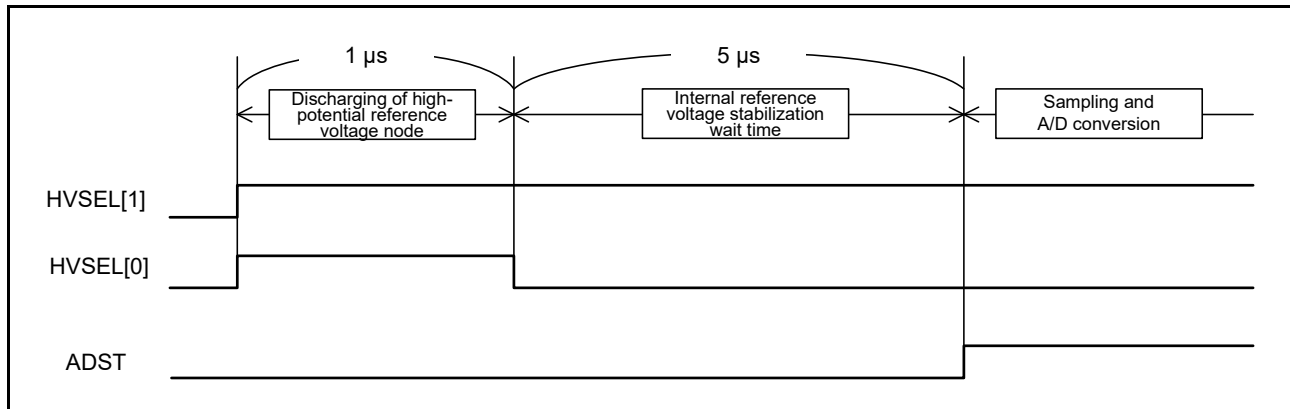 1 µs
5 µs
Discharging of high-
potential reference
voltage node
Internal reference
voltage stabilization
wait time
Sampling and
A/D conversion
HVSEL[1]
HVSEL[0]
ADST